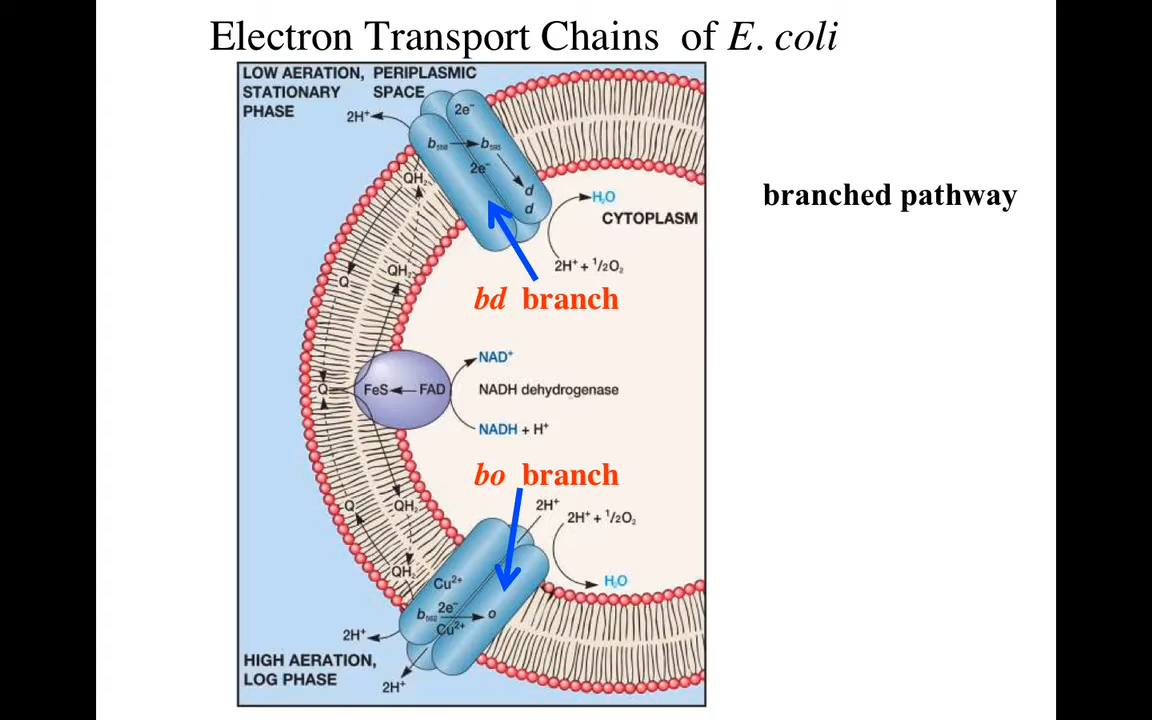 Electron Transport Chains of E. coli
LOW AERATION, PERIPLASMIC
STATIONARY SPACE
PHASE
2H⁺
2e⁻
b₅₅₈ b₅₉₅
2e⁻
d
d
QH₂
H₂O
CYTOPLASM
branched pathway
2H⁺ + ¹/2O₂
QH₂
Q
bd branch
NAD⁺
Q
FeS FAD
NADH dehydrogenase
NADH + H⁺
bo branch
2H⁺
2H⁺ + ¹/2O₂
Q
QH₂
QH₂
Cu²⁺
H₂O
2e⁻
b₅₆₂ o
Cu²⁺
2H⁺
HIGH AERATION,
LOG PHASE
2H⁺